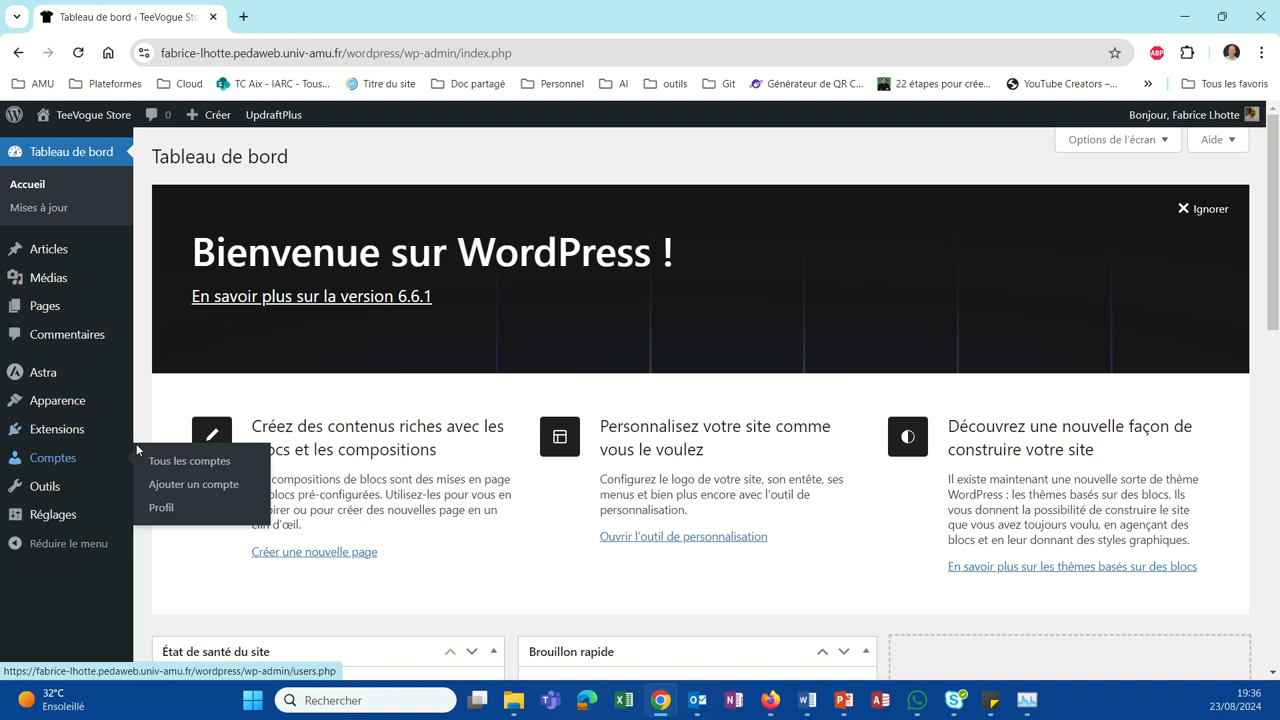 Tableau de bord ‹ TeeVogue Sto
fabrice-lhotte.pedaweb.univ-amu.fr/wordpress/wp-admin/index.php
ABP
AMU
Plateformes
Cloud
TC Aix - IARC - Tous...
Titre du site
Doc partagé
Personnel
AI
outils
Git
Générateur de QR C...
22 étapes pour crée...
YouTube Creators –...
»
Tous les favoris
TeeVogue Store
0
Créer
UpdraftPlus
Bonjour, Fabrice Lhotte
Tableau de bord
Accueil
Mises à jour
Articles
Médias
Pages
Commentaires
Astra
Apparence
Extensions
Comptes
Outils
Réglages
Réduire le menu
Tous les comptes
Ajouter un compte
Profil
Options de l'écran
Aide
Tableau de bord
Ignorer
Bienvenue sur WordPress !
En savoir plus sur la version 6.6.1
Créez des contenus riches avec les
ocs et les compositions
compositions de blocs sont des mises en page
blocs pré-configurées. Utilisez-les pour vous en
pirer ou pour créer des nouvelles page en un
clin d'œil.
Créer une nouvelle page
Personnalisez votre site comme
vous le voulez
Configurez le logo de votre site, son entête, ses
menus et bien plus encore avec l'outil de
personnalisation.
Ouvrir l'outil de personnalisation
Découvrez une nouvelle façon de
construire votre site
Il existe maintenant une nouvelle sorte de thème
WordPress : les thèmes basés sur des blocs. Ils
vous donnent la possibilité de construire le site
que vous avez toujours voulu, en agençant des
blocs et en leur donnant des styles graphiques.
En savoir plus sur les thèmes basés sur des blocs
État de santé du site
Brouillon rapide
https://fabrice-lhotte.pedaweb.univ-amu.fr/wordpress/wp-admin/users.php
32°C
Ensoleillé
Rechercher
19:36
23/08/2024